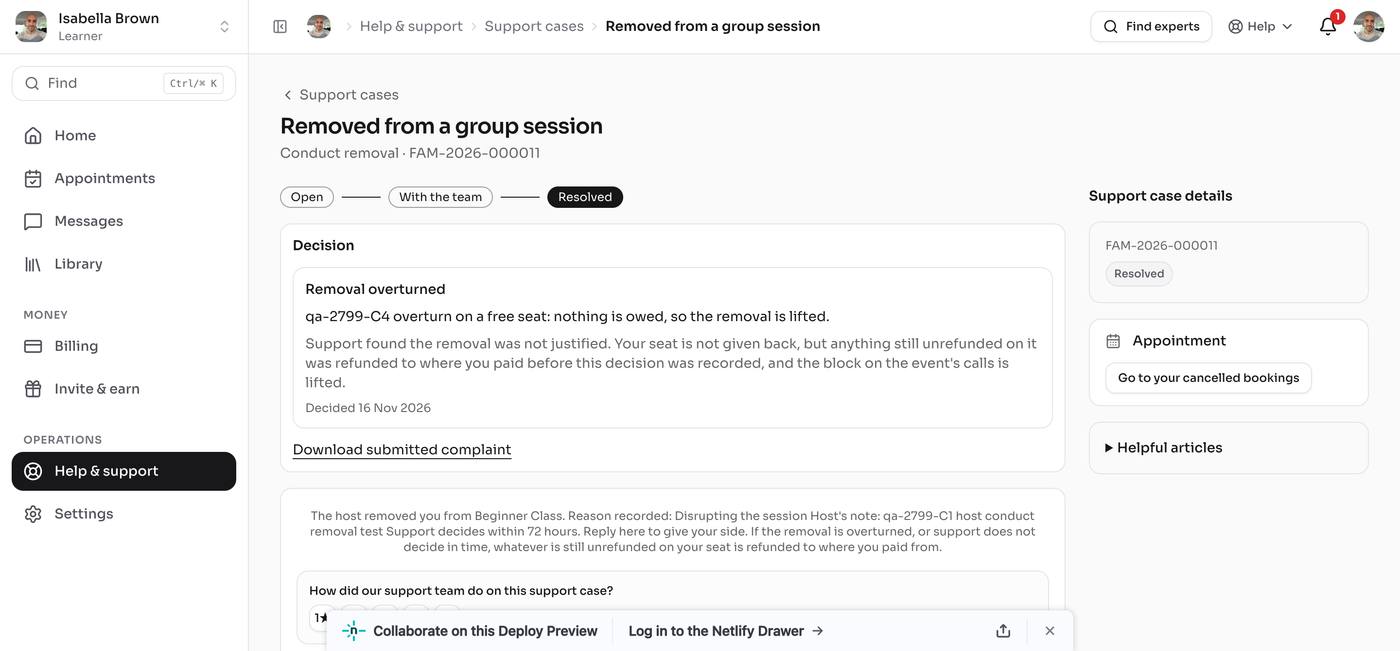 Isabella Brown
Learner
Find
Ctrl/⌘ K
Home
Appointments
Messages
Library
MONEY
Billing
Invite & earn
OPERATIONS
Help & support
Settings
Help & support
Support cases
Removed from a group session
Find experts
Help
1
Support cases
Removed from a group session
Conduct removal · FAM-2026-000011
Open
With the team
Resolved
Decision
Removal overturned
qa-2799-C4 overturn on a free seat: nothing is owed, so the removal is lifted.
Support found the removal was not justified. Your seat is not given back, but anything still unrefunded on it
was refunded to where you paid before this decision was recorded, and the block on the event's calls is
lifted.
Decided 16 Nov 2026
Download submitted complaint
The host removed you from Beginner Class. Reason recorded: Disrupting the session Host's note: qa-2799-C1 host conduct
removal test Support decides within 72 hours. Reply here to give your side. If the removal is overturned, or support does not
decide in time, whatever is still unrefunded on your seat is refunded to where you paid from.
How did our support team do on this support case?
1★
Support case details
FAM-2026-000011
Resolved
Appointment
Go to your cancelled bookings
Helpful articles
Collaborate on this Deploy Preview
Log in to the Netlify Drawer →